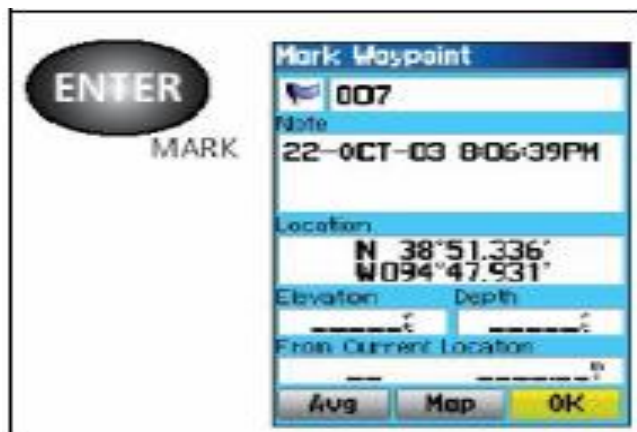 ENTER
MARK
Mark Waypoint
007
Note
22-OCT-03 8:06:39PM
Location
N 38°51.336'
W094°47.931'
Elevation Depth
From Current Location
Avg Map OK